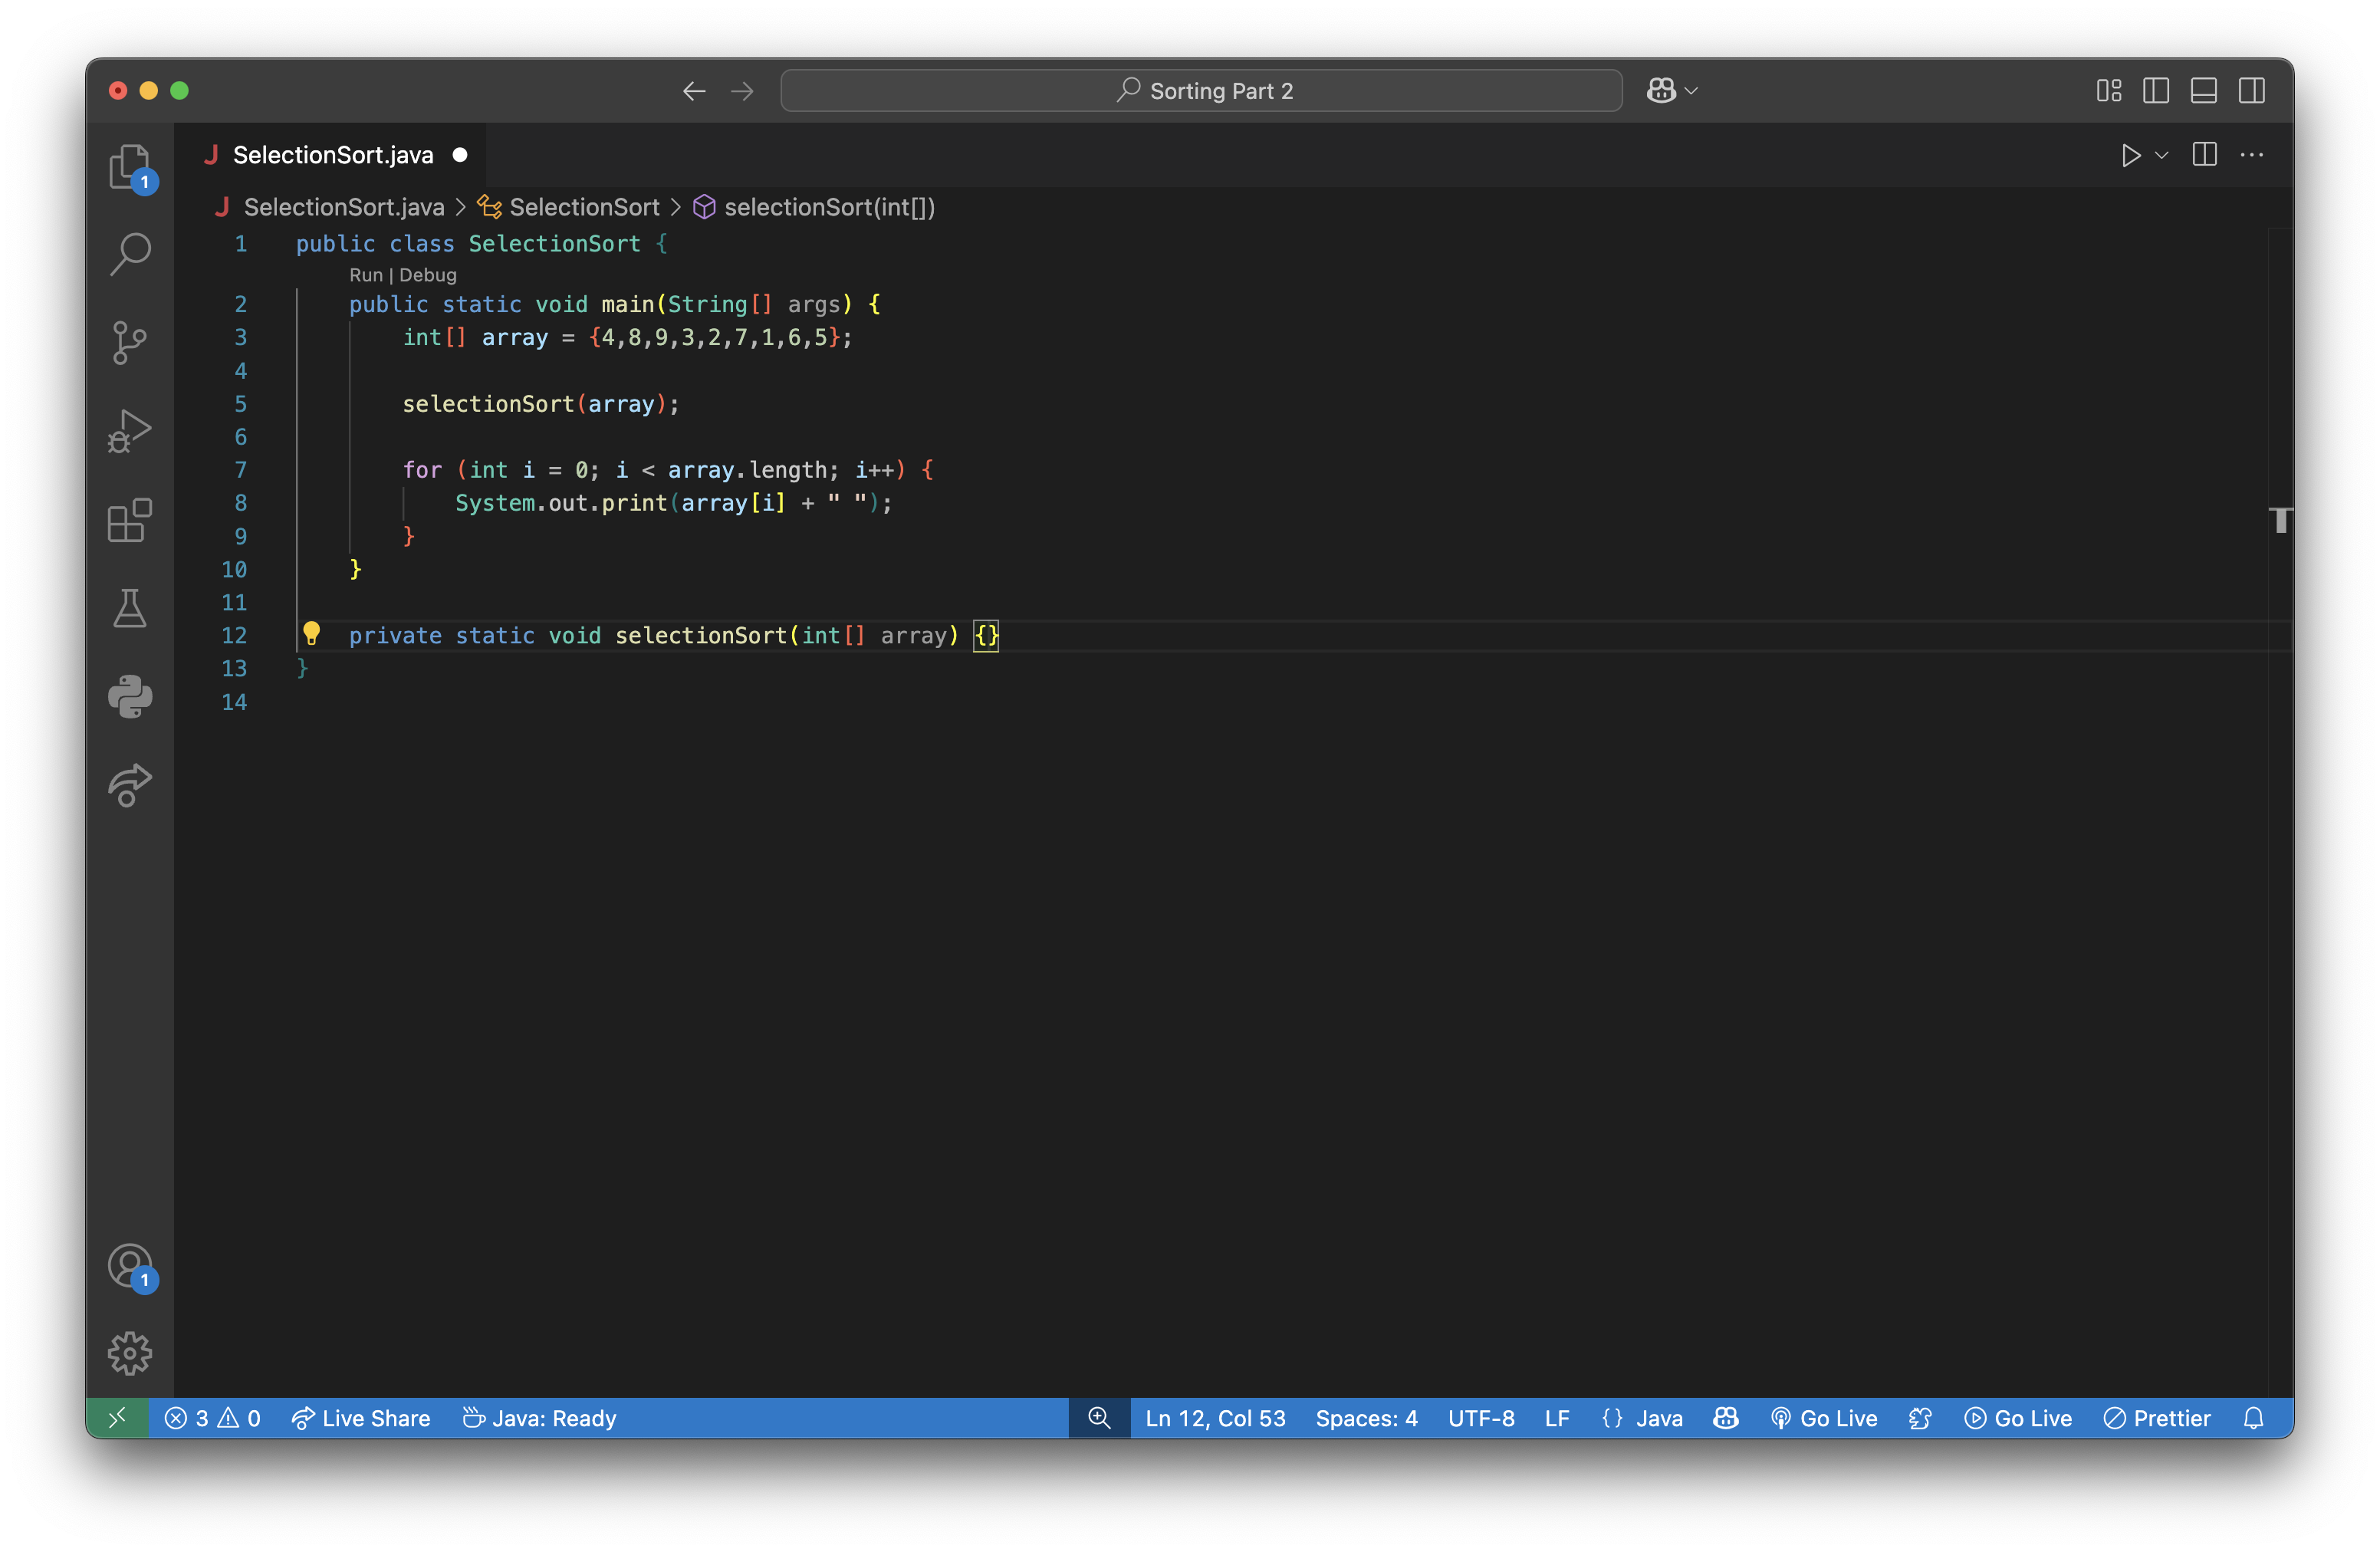 Sorting Part 2
SelectionSort.java
SelectionSort.java > SelectionSort > selectionSort(int[])
1 public class SelectionSort {
Run | Debug
2 public static void main(String[] args) {
3 int[] array = {4,8,9,3,2,7,1,6,5};
4
5 selectionSort(array);
6
7 for (int i = 0; i < array.length; i++) {
8 System.out.print(array[i] + " ");
9 }
10 }
11
12 private static void selectionSort(int[] array) {}
13 }
14
1
1
3 0 Live Share Java: Ready Ln 12, Col 53 Spaces: 4 UTF-8 LF {} Java Go Live Go Live Prettier